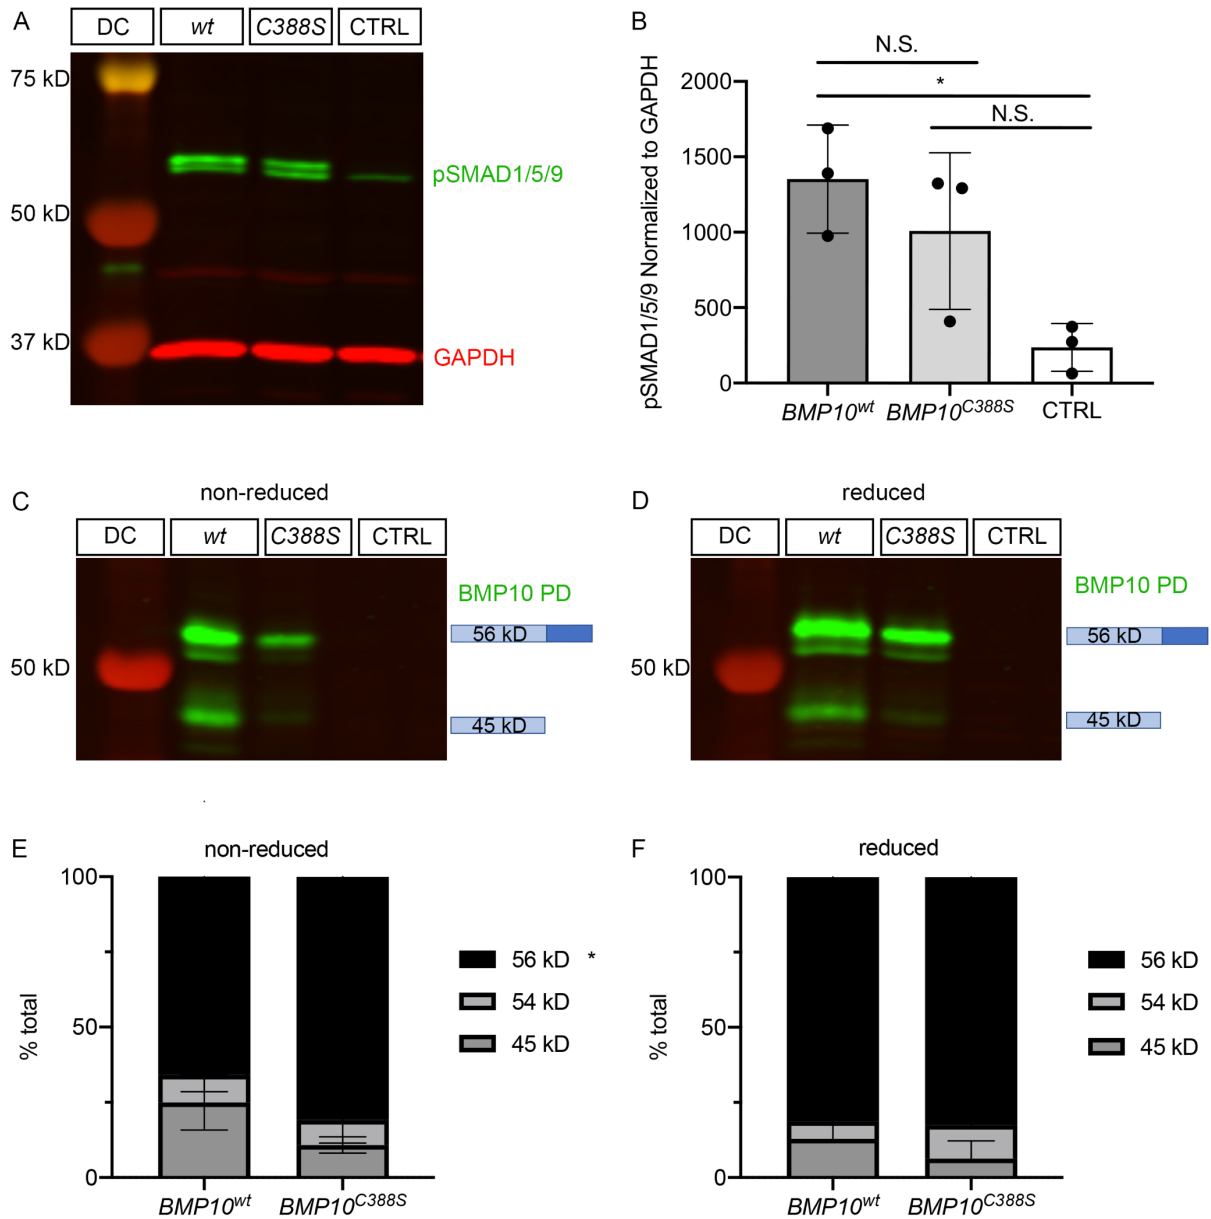 A
DC wt C388S CTRL
75 kD
50 kD
37 kD
pSMAD1/5/9
GAPDH
B
pSMAD1/5/9 Normalized to GAPDH
N.S.
*
N.S.
2000
1500
1000
500
0
BMP10wt BMP10C388S CTRL
C
non-reduced
DC wt C388S CTRL
50 kD
BMP10 PD
56 kD
45 kD
D
reduced
DC wt C388S CTRL
50 kD
BMP10 PD
56 kD
45 kD
E
non-reduced
% total
100
50
0
BMP10wt BMP10C388S
56 kD *
54 kD
45 kD
F
reduced
% total
100
50
0
BMP10wt BMP10C388S
56 kD
54 kD
45 kD